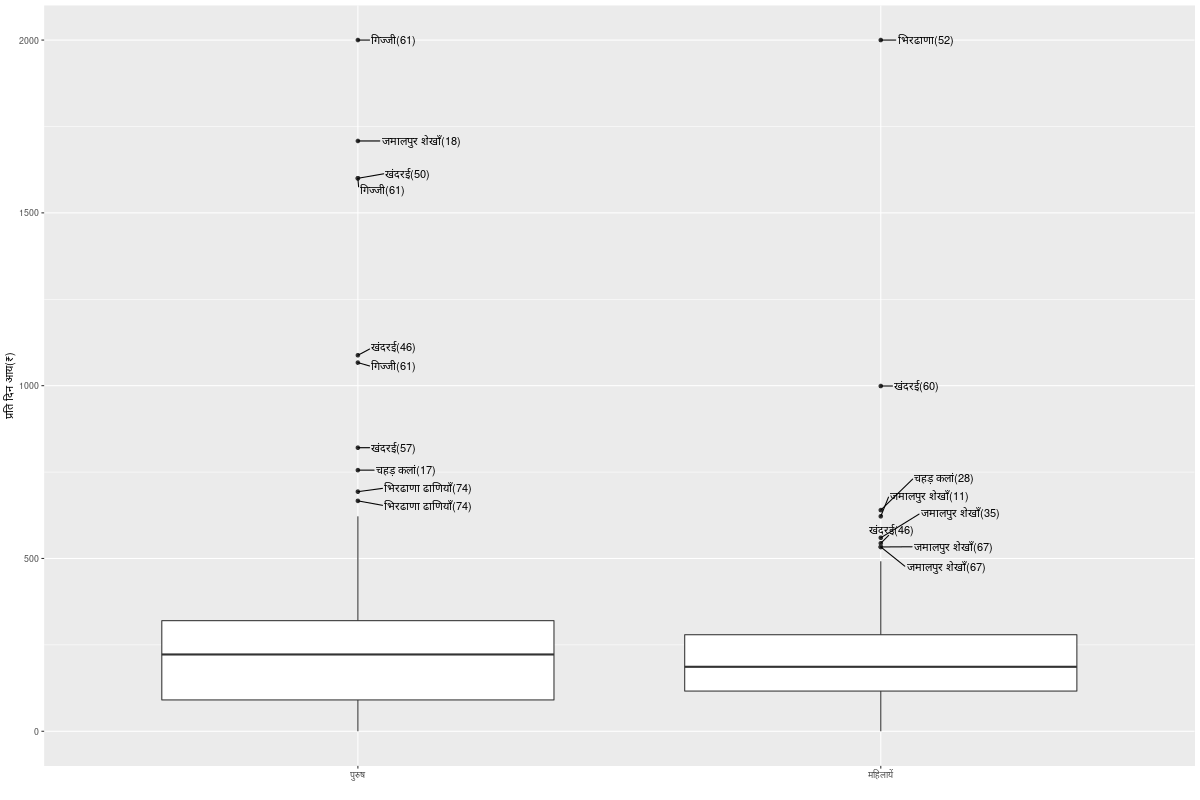 2000
गिज्जी(61)
भिरढाणा(52)
जमालपुर शेखाँ(18)
खंदरई(50)
गिज्जी(61)
1500
खंदरई(46)
गिज्जी(61)
प्रति दिन आय(₹)
1000
खंदरई(60)
खंदरई(57)
चहड़ कलां(17)
चहड़ कलां(28)
भिरढाणा ढाणियाँ(74)
जमालपुर शेखाँ(11)
भिरढाणा ढाणियाँ(74)
जमालपुर शेखाँ(35)
खंदरई(46)
जमालपुर शेखाँ(67)
500
जमालपुर शेखाँ(67)
0
पुरुष
महिलायें